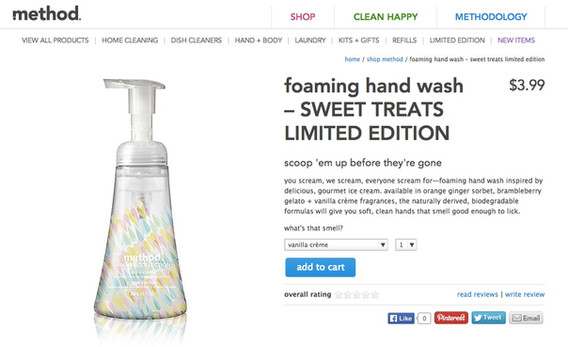 method.
SHOP
CLEAN HAPPY
METHODOLOGY
VIEW ALL PRODUCTS | HOME CLEANING | DISH CLEANERS | HAND + BODY | LAUNDRY | KITS + GIFTS | REFILLS | LIMITED EDITION | NEW ITEMS
home / shop method / foaming hand wash – sweet treats limited edition
foaming hand wash $3.99
– SWEET TREATS
LIMITED EDITION
scoop 'em up before they're gone
you scream, we scream, everyone scream for—foaming hand wash inspired by
delicious, gourmet ice cream. available in orange ginger sorbet, brambleberry
gelato + vanilla crème fragrances, the naturally derived, biodegradable
formulas will give you soft, clean hands that smell good enough to lick.
what's that smell?
vanilla crème 1
add to cart
overall rating read reviews | write review
Like 0 Pinterest Tweet Email
method.